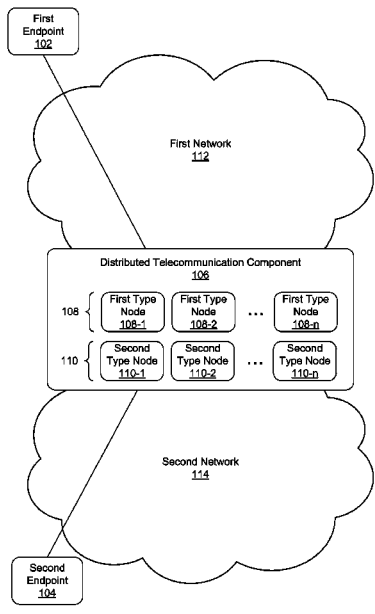 First
Endpoint
102
First Network
112
Distributed Telecommunication Component
106
108
First Type
Node
108-1
First Type
Node
108-2
...
First Type
Node
108-n
110
Second
Type Node
110-1
Second
Type Node
110-2
...
Second
Type Node
110-n
Second Network
114
Second
Endpoint
104